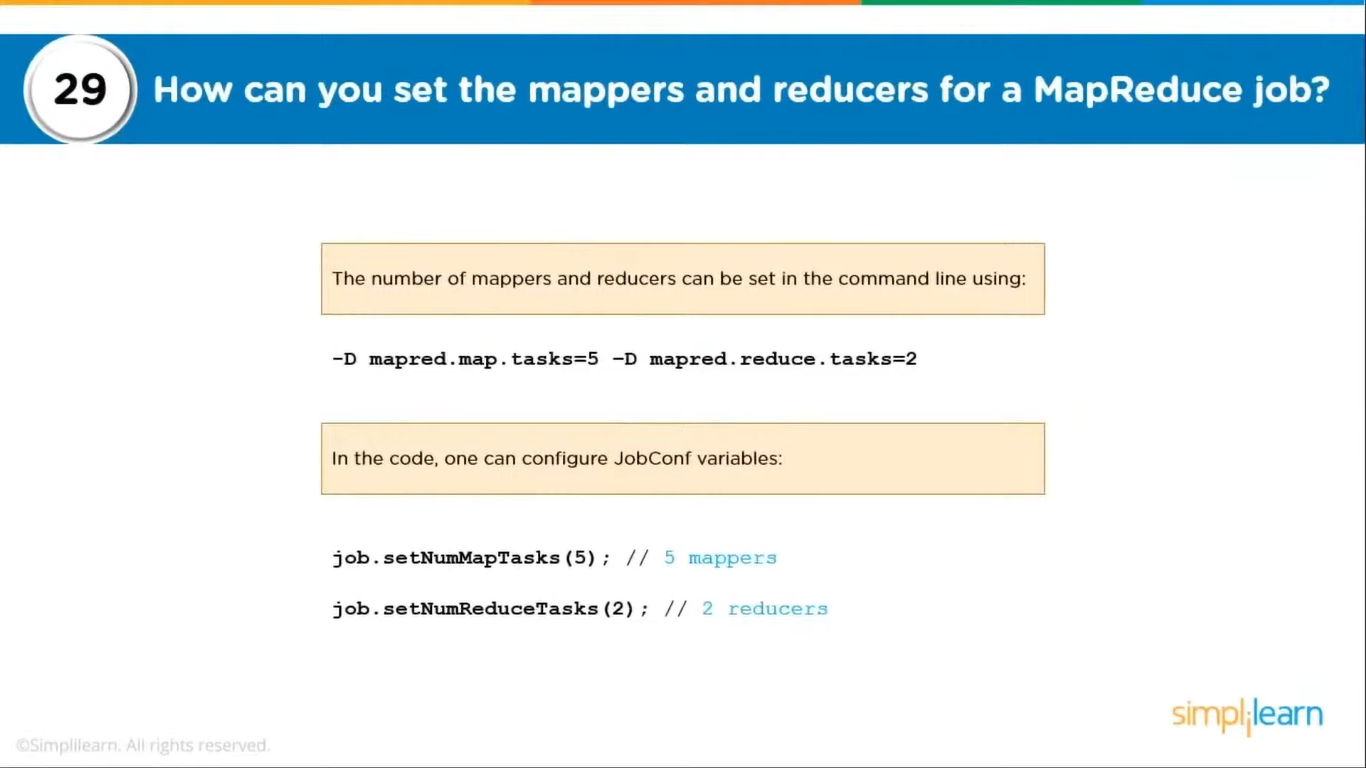 29
How can you set the mappers and reducers for a MapReduce job?
The number of mappers and reducers can be set in the command line using:
-D mapred.map.tasks=5 –D mapred.reduce.tasks=2
In the code, one can configure JobConf variables:
job.setNumMapTasks(5); // 5 mappers
job.setNumReduceTasks(2); // 2 reducers
simplilearn
©Simplilearn. All rights reserved.